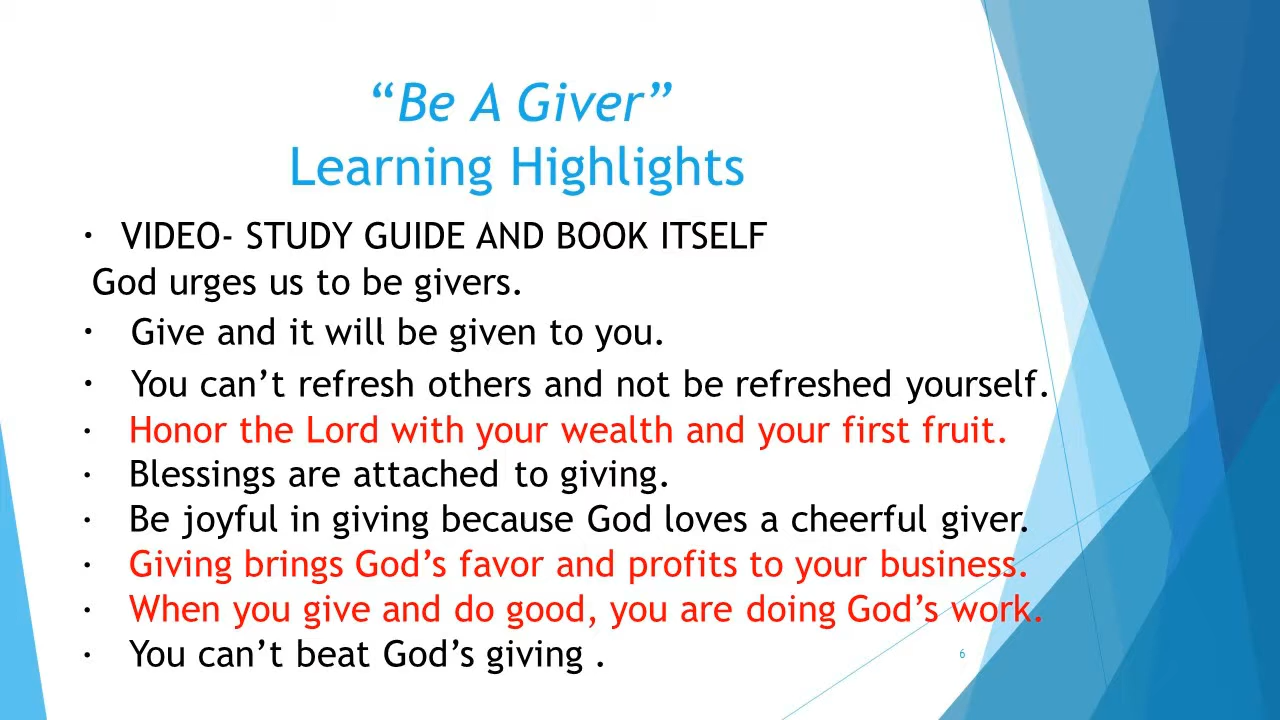 “Be A Giver”
Learning Highlights
· VIDEO- STUDY GUIDE AND BOOK ITSELF
God urges us to be givers.
· Give and it will be given to you.
· You can’t refresh others and not be refreshed yourself.
· Honor the Lord with your wealth and your first fruit.
· Blessings are attached to giving.
· Be joyful in giving because God loves a cheerful giver.
· Giving brings God’s favor and profits to your business.
· When you give and do good, you are doing God’s work.
· You can’t beat God’s giving .
6